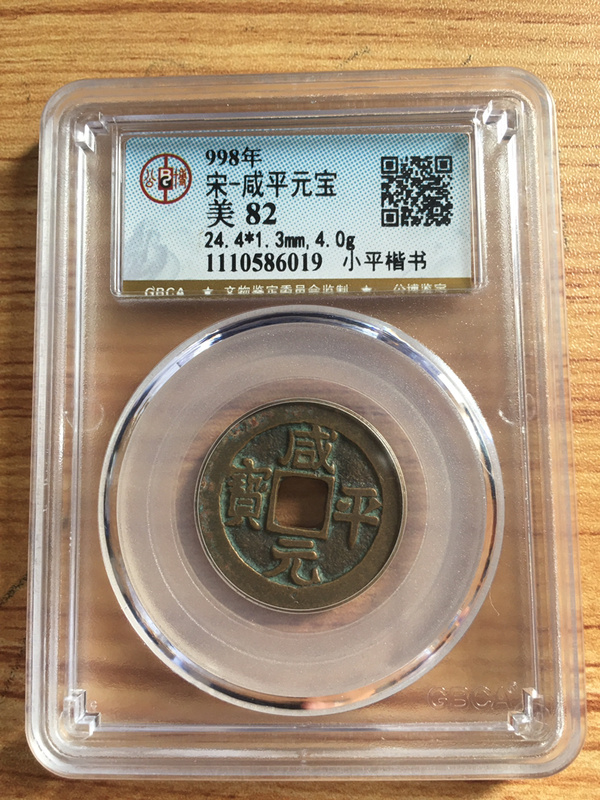 998年
宋-咸平元宝
美 82
24.4*1.3mm,4.0g
1110586019 小平楷书
GBCA ★ 文物鉴定委员会监制 ★ 公博鉴定
公博
咸平元寶
GBCA